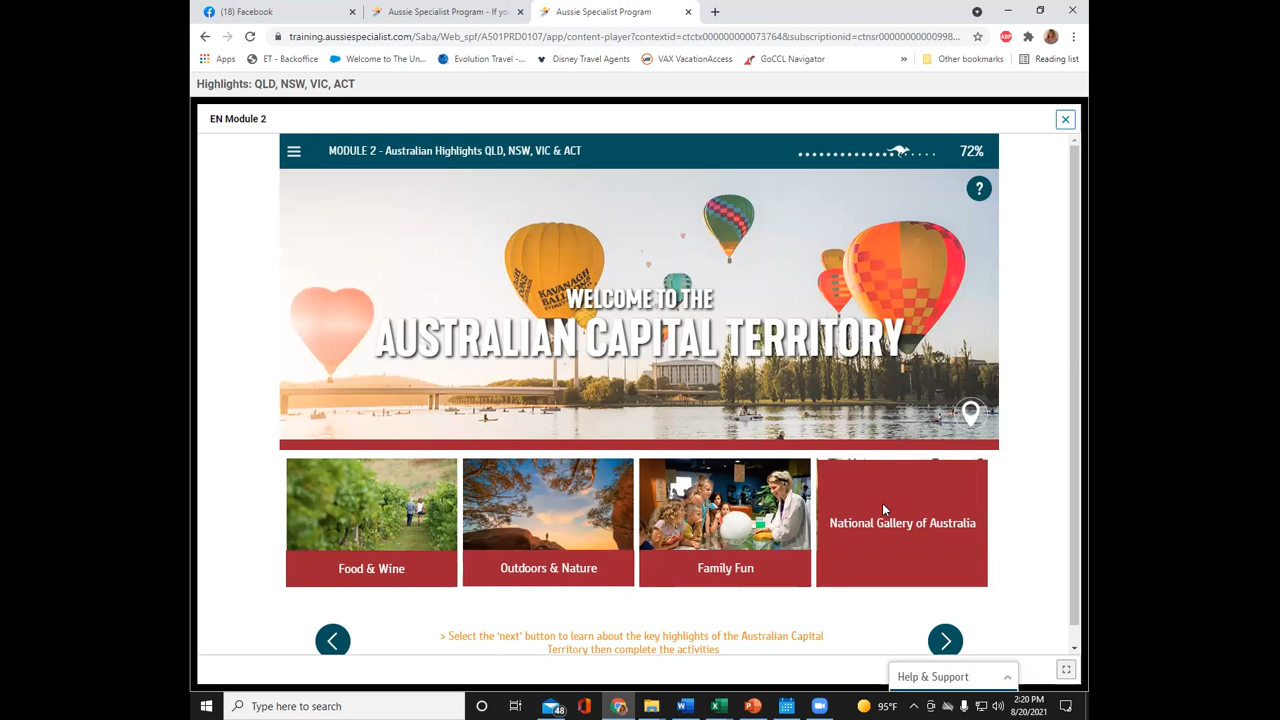 (18) Facebook
Aussie Specialist Program - If yo
Aussie Specialist Program
training.aussiespecialist.com/Saba/Web_spf/A501PRD0107/app/content-player?contextid=ctctx000000000073764&subscriptionid=ctnsr00000000000998...
ABP
Apps
ET - Backoffice
Welcome to The Un...
Evolution Travel -...
Disney Travel Agents
VAX VacationAccess
GoCCL Navigator
»
Other bookmarks
Reading list
Highlights: QLD, NSW, VIC, ACT
EN Module 2
MODULE 2 - Australian Highlights QLD, NSW, VIC & ACT
72%
?
KAVANAGH
BALLOONS
WELCOME TO THE
AUSTRALIAN CAPITAL TERRITORY
National Gallery of Australia
Food & Wine
Outdoors & Nature
Family Fun
> Select the 'next' button to learn about the key highlights of the Australian Capital
Territory then complete the activities
Help & Support
Type here to search
48
95°F
2:20 PM
8/20/2021